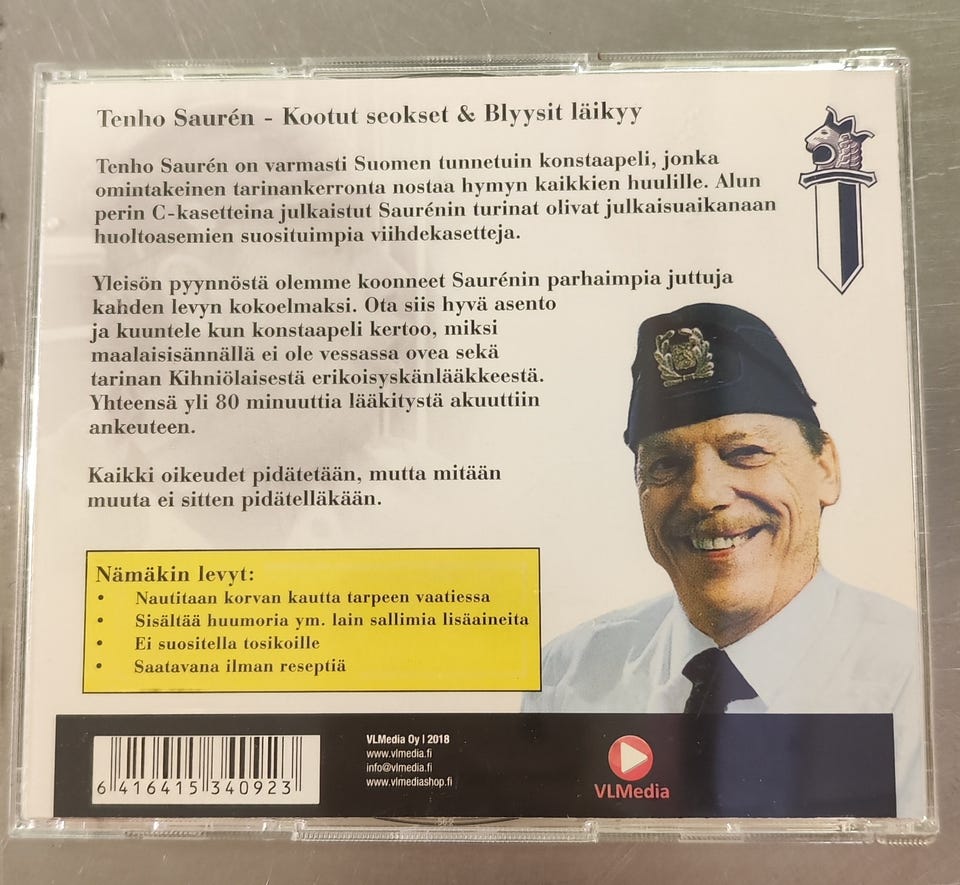 Tenho Saurén - Kootut seokset & Blyysit läikyy
Tenho Saurén on varmasti Suomen tunnetuin konstaapeli, jonka
omintakeinen tarinankerronta nostaa hymyn kaikkien huulille. Alun
perin C-kasetteina julkaistut Saurénin turinat olivat julkaisuaikanaan
huoltoasemien suosituimpia viihdekasetteja.
Yleisön pyynnöstä olemme koonneet Saurénin parhaimpia juttuja
kahden levyn kokoelmaksi. Ota siis hyvä asento
ja kuuntele kun konstaapeli kertoo, miksi
maalaisisännällä ei ole vessassa ovea sekä
tarinan Kihniölaisestä erikoisyskänlääkkeestä.
Yhteensä yli 80 minuuttia lääkitystä akuuttiin
ankeuteen.
Kaikki oikeudet pidätetään, mutta mitään
muuta ei sitten pidätelläkään.
Nämäkin levyt:
• Nautitaan korvan kautta tarpeen vaatiessa
• Sisältää huumoria ym. lain sallimia lisäaineita
• Ei suositella tosikoille
• Saatavana ilman reseptiä
6 416415 340923
VLMedia Oy | 2018
www.vlmedia.fi
info@vlmedia.fi
www.vlmediashop.fi
VLMedia